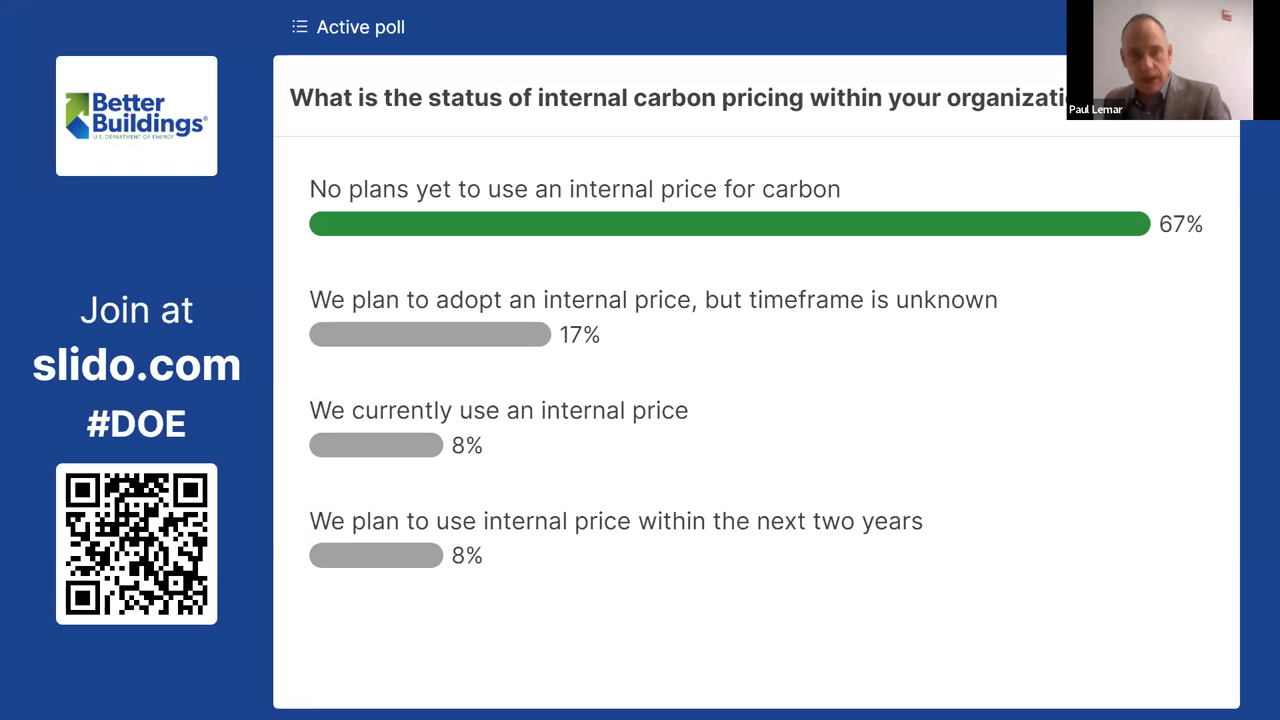 Active poll
Better
Buildings®
U.S. DEPARTMENT OF ENERGY
What is the status of internal carbon pricing within your organizati
Paul Lemar
No plans yet to use an internal price for carbon
67%
We plan to adopt an internal price, but timeframe is unknown
17%
We currently use an internal price
8%
We plan to use internal price within the next two years
8%
Join at
slido.com
#DOE